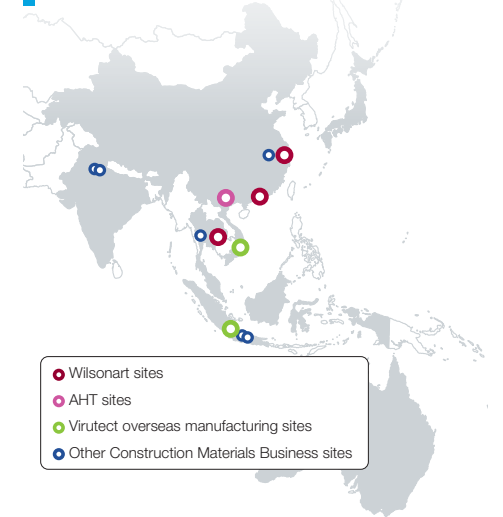 Wilsonart sites
AHT sites
Virutect overseas manufacturing sites
Other Construction Materials Business sites